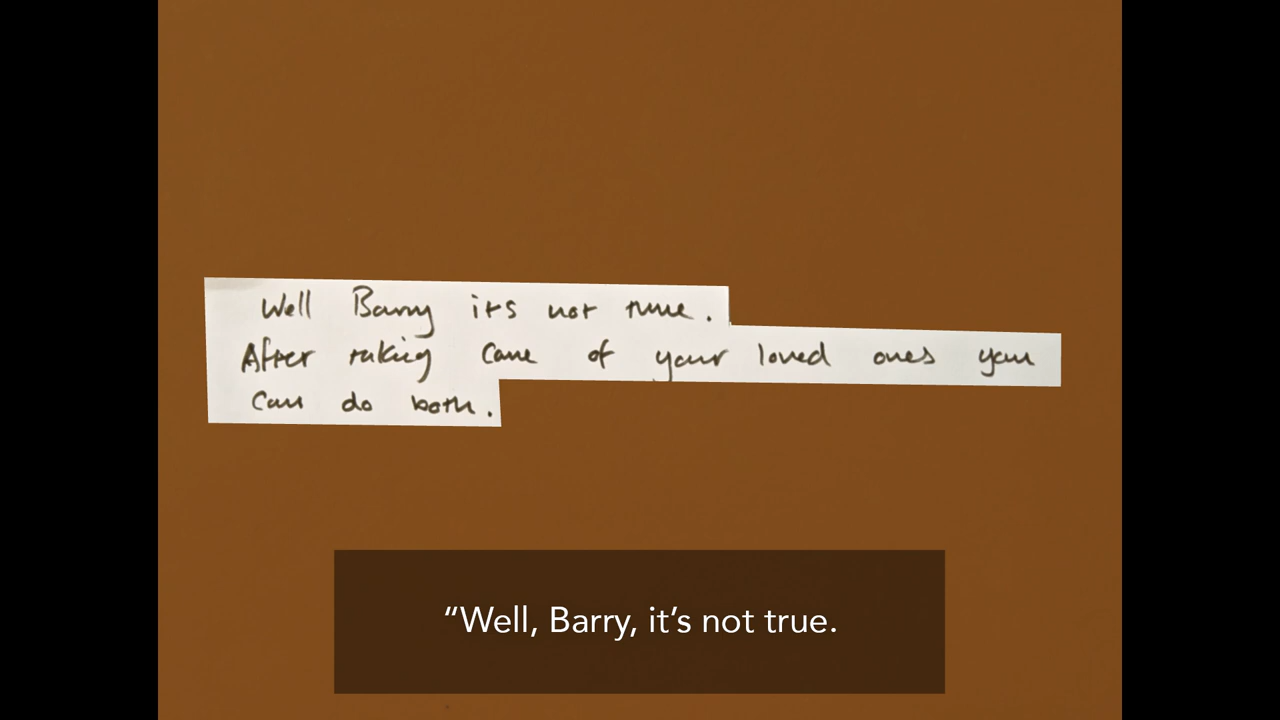 Well Barry its not true.
After taking care of your loved ones you
can do both.
“Well, Barry, it’s not true.